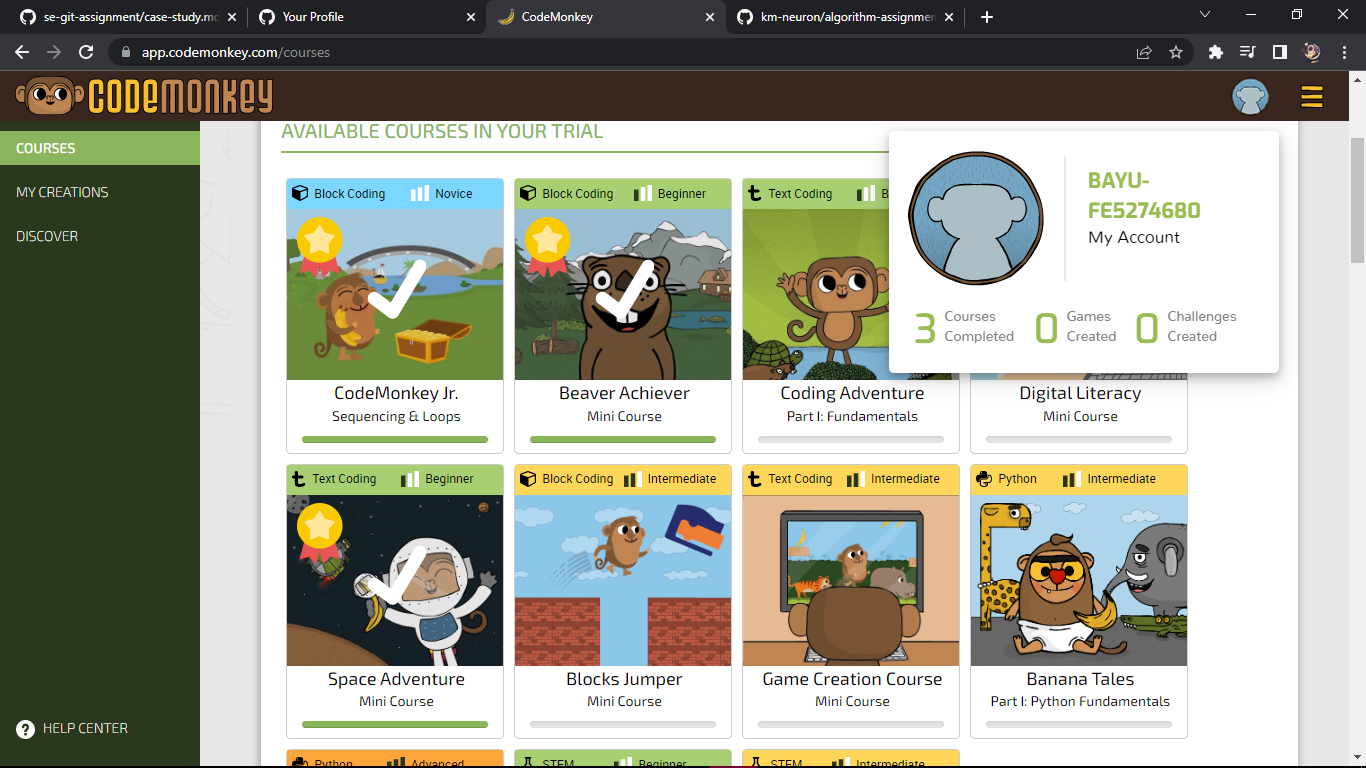 se-git-assignment/case-study.mo
Your Profile
CodeMonkey
km-neuron/algorithm-assignmen
app.codemonkey.com/courses
CODEMONKEY
COURSES
MY CREATIONS
DISCOVER
HELP CENTER
AVAILABLE COURSES IN YOUR TRIAL
BAYU-
FE5274680
My Account
3 Courses Completed
0 Games Created
0 Challenges Created
Block Coding Novice
CodeMonkey Jr.
Sequencing & Loops
Block Coding Beginner
Beaver Achiever
Mini Course
Text Coding B
Coding Adventure
Part I: Fundamentals
Digital Literacy
Mini Course
Text Coding Beginner
Space Adventure
Mini Course
Block Coding Intermediate
Blocks Jumper
Mini Course
Text Coding Intermediate
Game Creation Course
Mini Course
Python Intermediate
Banana Tales
Part I: Python Fundamentals
Python Advanced
STEM Beginner
STEM Intermediate